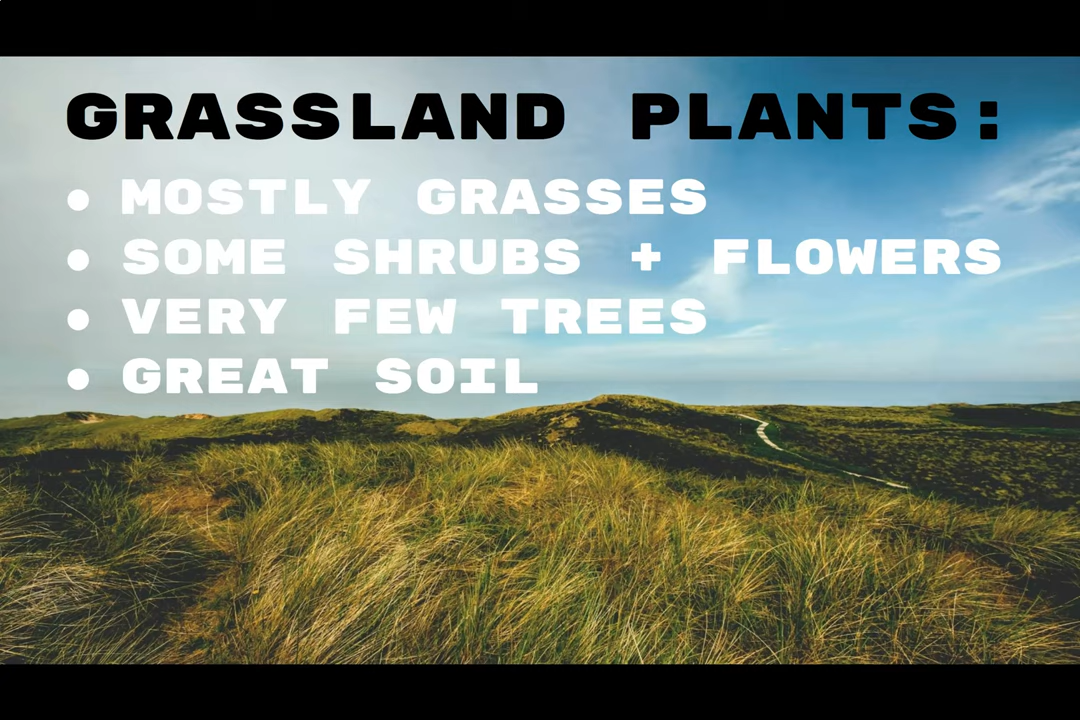 GRASSLAND PLANTS:
• MOSTLY GRASSES
• SOME SHRUBS + FLOWERS
• VERY FEW TREES
• GREAT SOIL